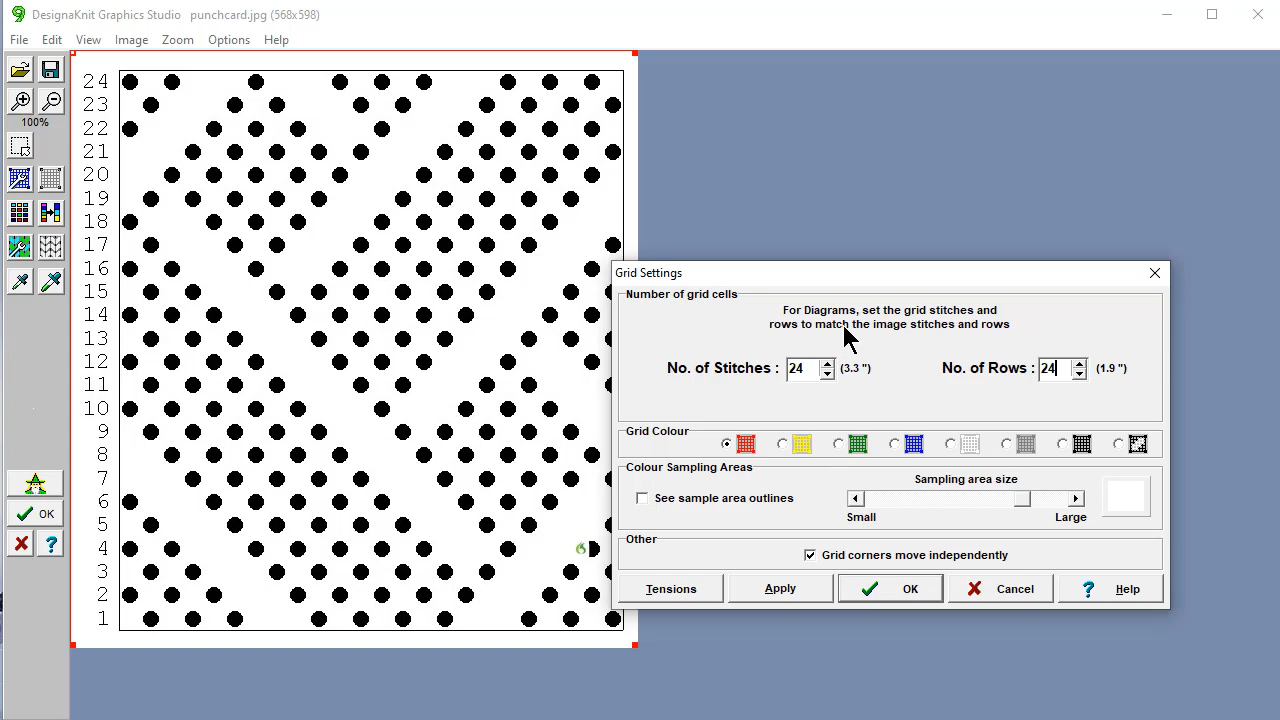 DesignaKnit Graphics Studio punchcard.jpg (568x598)
File Edit View Image Zoom Options Help
100%
OK
24
23
22
21
20
19
18
17
16
15
14
13
12
11
10
9
8
7
6
5
4
3
2
1
Grid Settings
Number of grid cells
For Diagrams, set the grid stitches and
rows to match the image stitches and rows
No. of Stitches : 24 (3.3 ") No. of Rows : 24 (1.9 ")
Grid Colour
Colour Sampling Areas
Sampling area size
See sample area outlines
Small Large
Other
Grid corners move independently
Tensions Apply OK Cancel Help